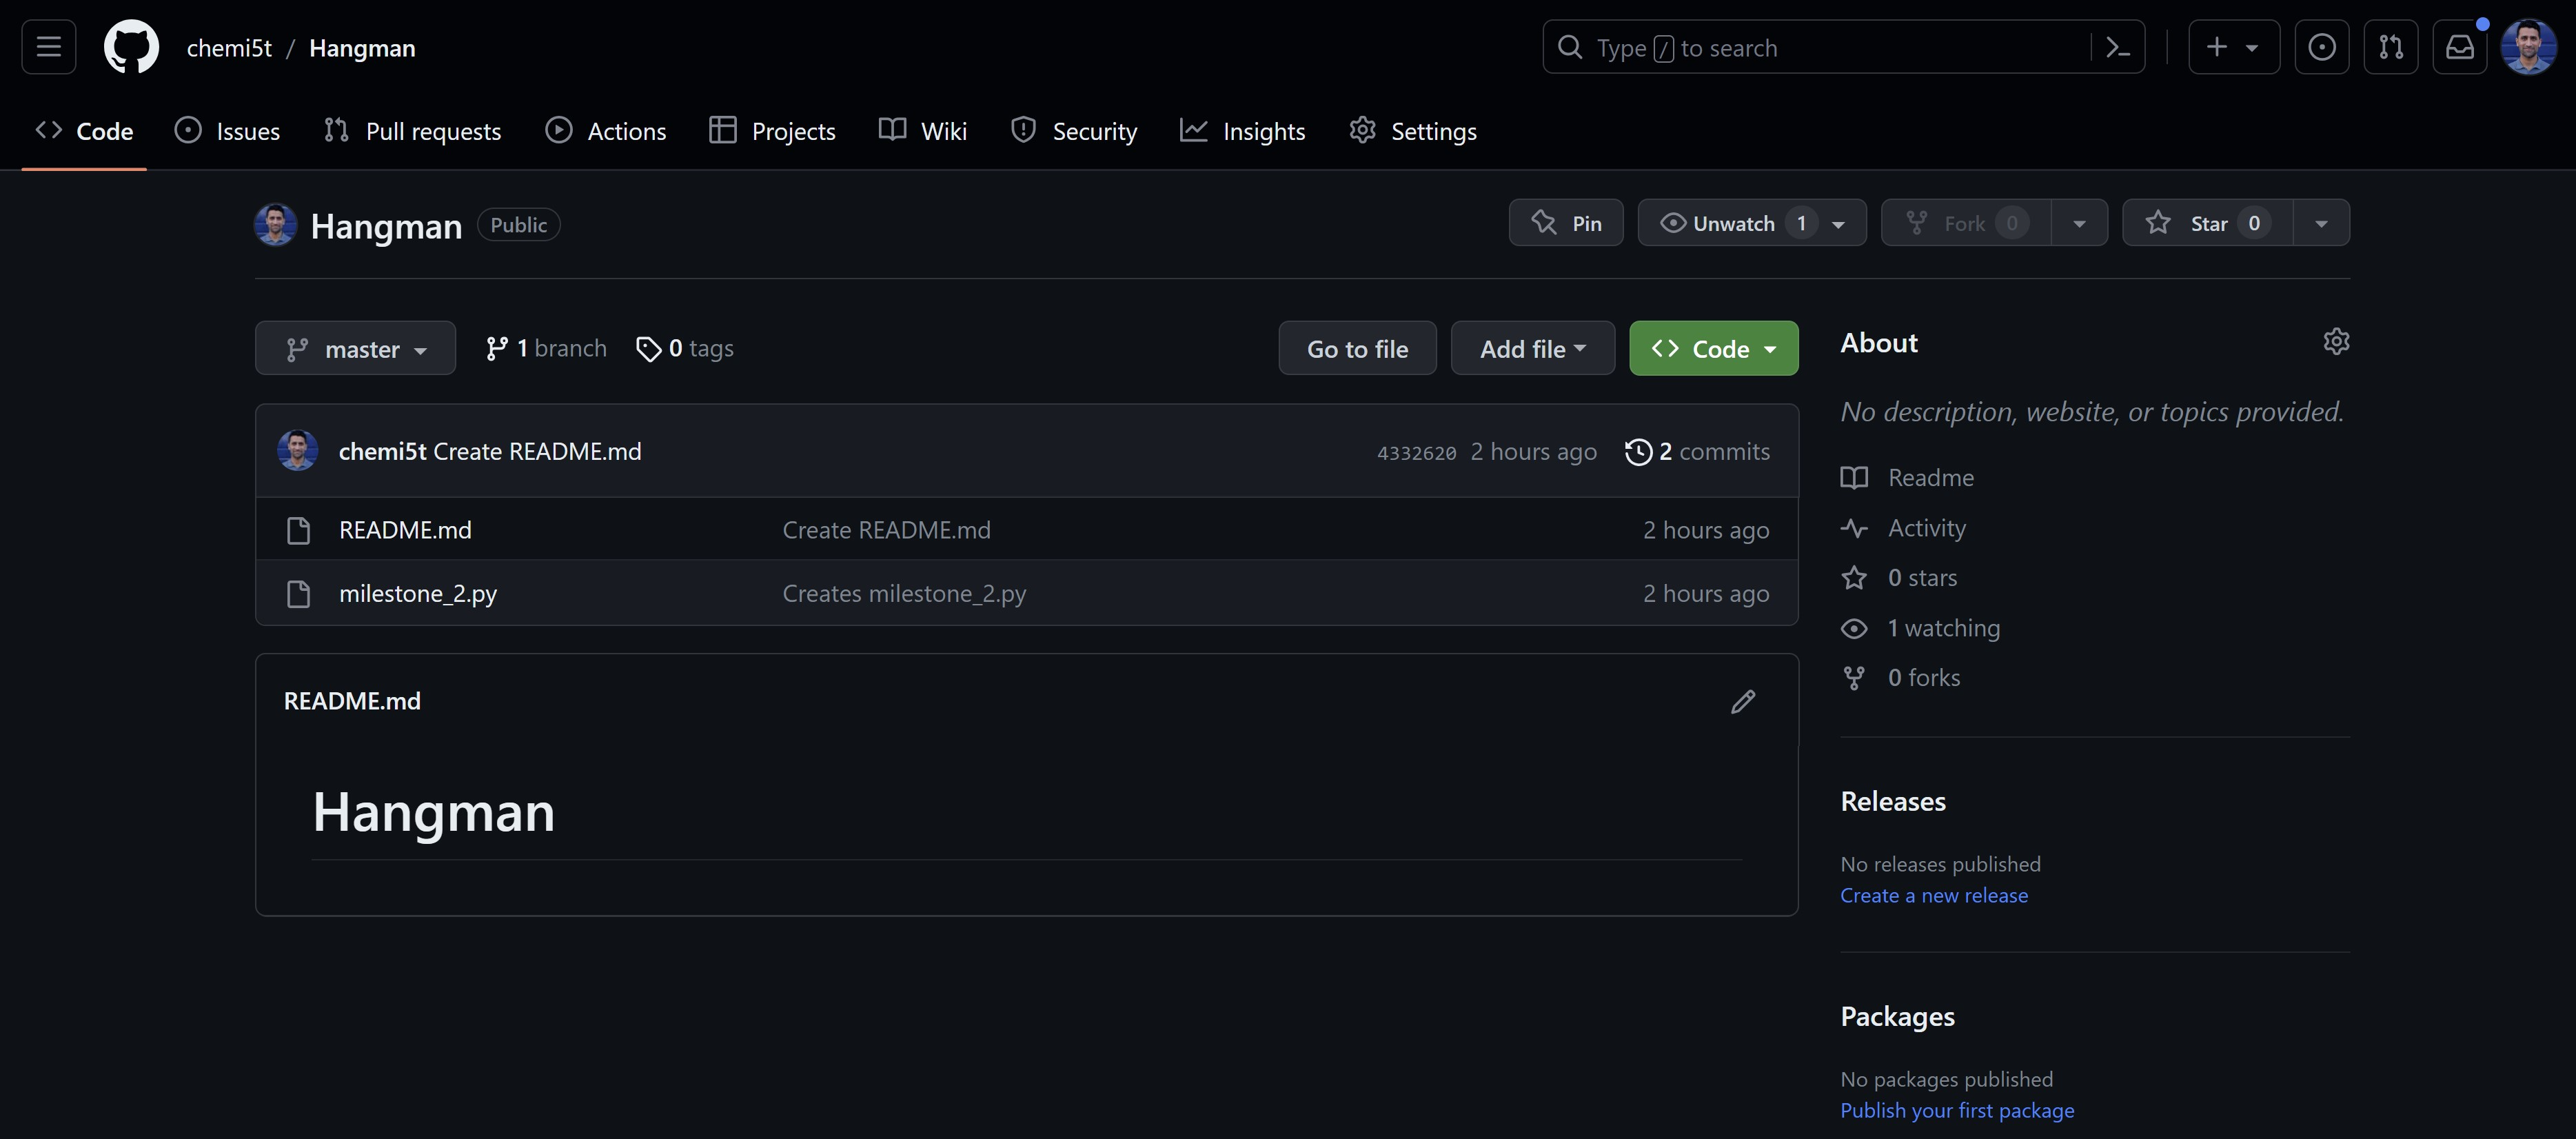 chemi5t / Hangman
Type / to search
Code Issues Pull requests Actions Projects Wiki Security Insights Settings
Hangman Public
Pin Unwatch 1 Fork 0 Star 0
master 1 branch 0 tags Go to file Add file Code
chemi5t Create README.md 4332620 2 hours ago 2 commits
README.md Create README.md 2 hours ago
milestone_2.py Creates milestone_2.py 2 hours ago
README.md
Hangman
About
No description, website, or topics provided.
Readme
Activity
0 stars
1 watching
0 forks
Releases
No releases published
Create a new release
Packages
No packages published
Publish your first package